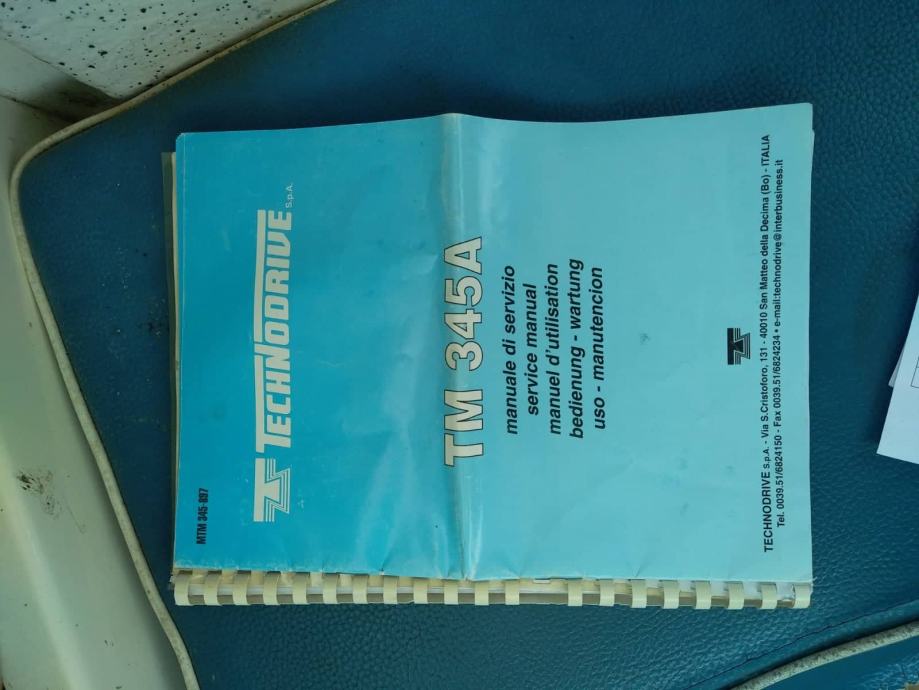 MTM 345-897
TECHNODRIVE S.p.A.
TM 345A
manuale di servizio
service manual
manuel d'utilisation
bedienung - wartung
uso - manutencion
TECHNODRIVE S.p.A. - Via S.Cristoforo, 131 - 40010 San Matteo della Decima (Bo) - ITALIA
Tel. 0039.51/6824150 - Fax 0039.51/6824234 • e-mail:technodrive@interbusiness.it